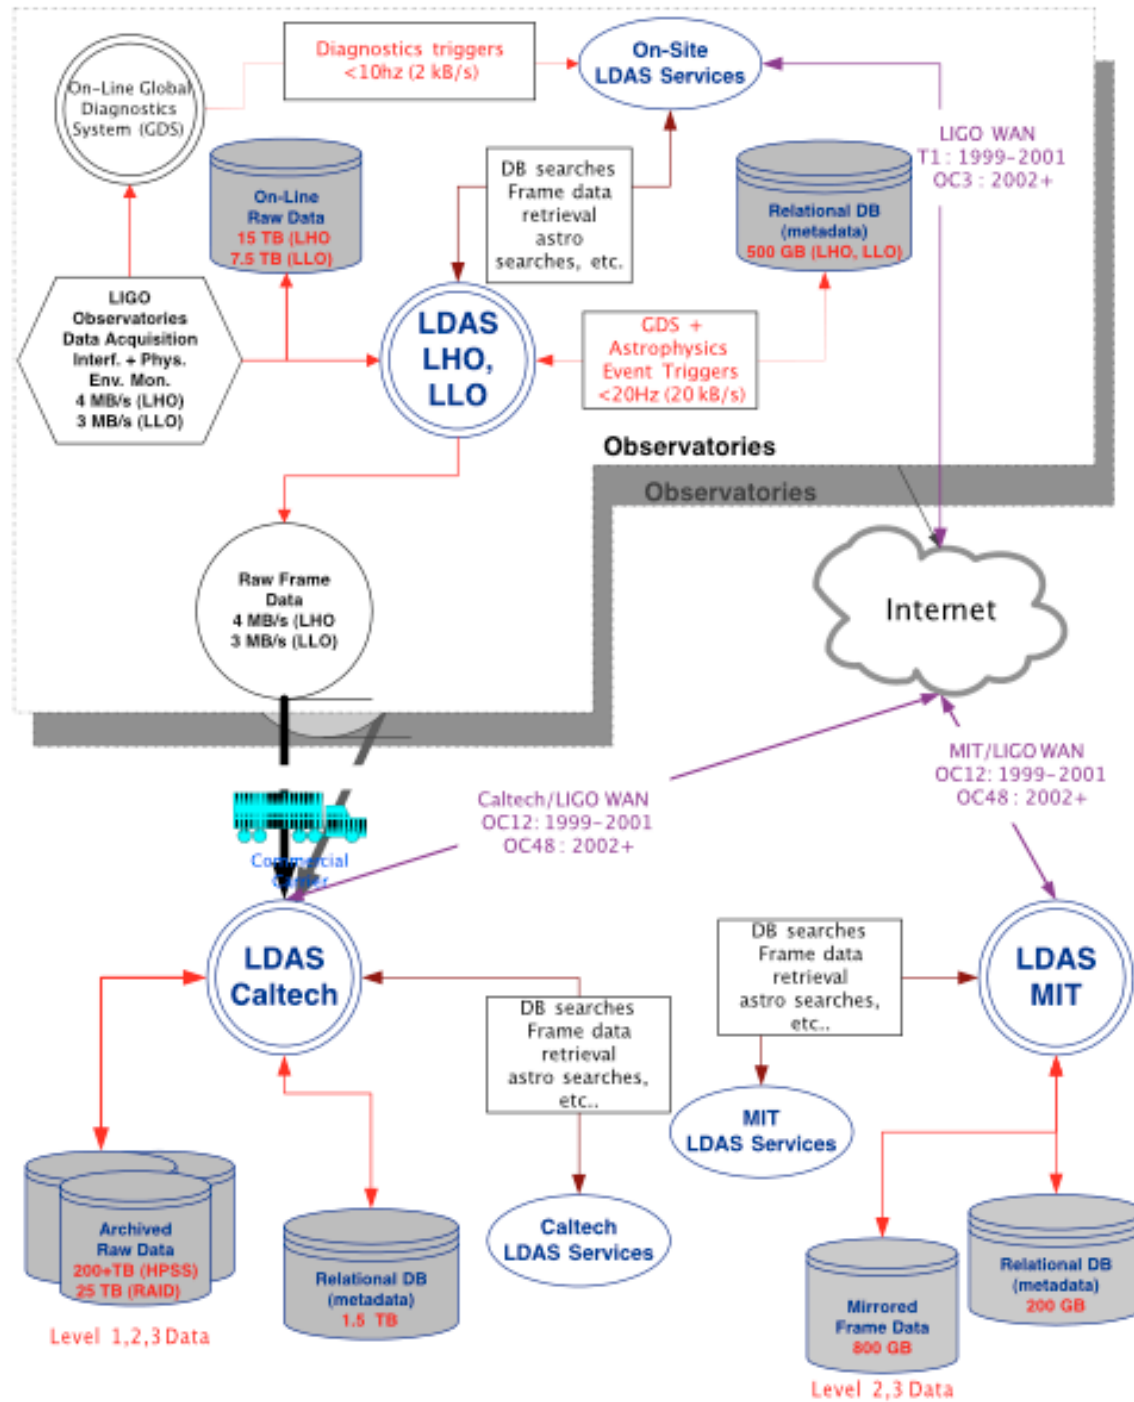 On-Line Global
Diagnostics
System (GDS)
Diagnostics triggers
<10hz (2 kB/s)
On-Site
LDAS Services
LIGO WAN
T1 : 1999-2001
OC3 : 2002+
On-Line
Raw Data
15 TB (LHO
7.5 TB (LLO)
DB searches
Frame data
retrieval
astro
searches, etc.
Relational DB
(metadata)
500 GB (LHO, LLO)
LIGO
Observatories
Data Acquisition
Interf. + Phys.
Env. Mon.
4 MB/s (LHO)
3 MB/s (LLO)
LDAS
LHO,
LLO
GDS +
Astrophysics
Event Triggers
<20Hz (20 kB/s)
Observatories
Observatories
Raw Frame
Data
4 MB/s (LHO
3 MB/s (LLO)
Internet
MIT/LIGO WAN
OC12: 1999-2001
OC48 : 2002+
Caltech/LIGO WAN
OC12: 1999-2001
OC48 : 2002+
Commercial
Carrier
LDAS
Caltech
DB searches
Frame data
retrieval
astro searches,
etc..
LDAS
MIT
DB searches
Frame data
retrieval
astro searches,
etc..
MIT
LDAS Services
Caltech
LDAS Services
Archived
Raw Data
200+TB (HPSS)
25 TB (RAID)
Level 1,2,3 Data
Relational DB
(metadata)
1.5 TB
Mirrored
Frame Data
800 GB
Level 2,3 Data
Relational DB
(metadata)
200 GB